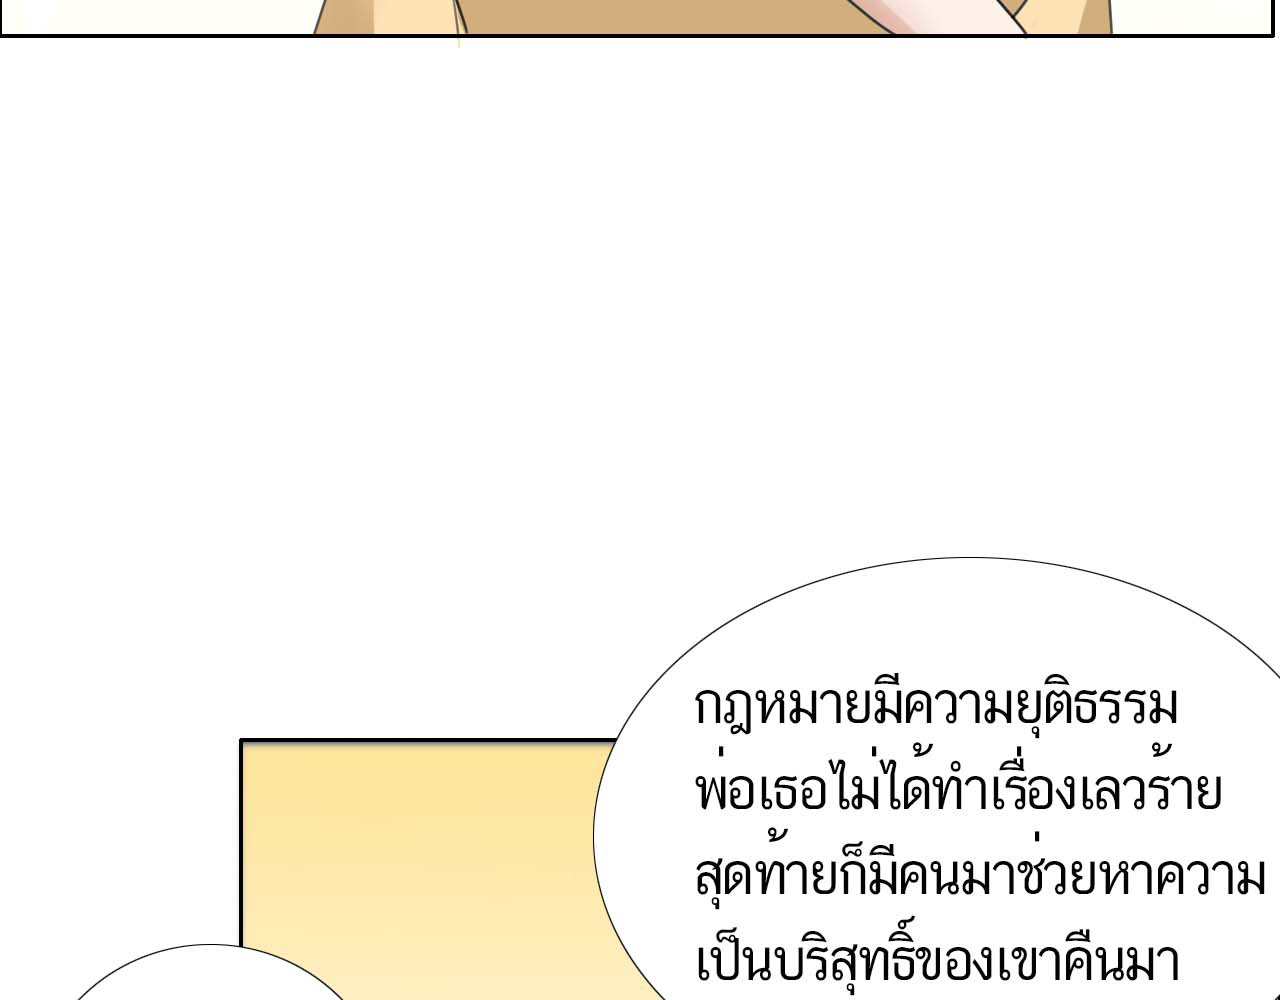 กฎหมายมีความยุติธรรม
พ่อเธอไม่ได้ทำเรื่องเลวร้าย
สุดท้ายก็มีคนมาช่วยหาความ
เป็นบริสุทธิ์ของเขาคืนมา